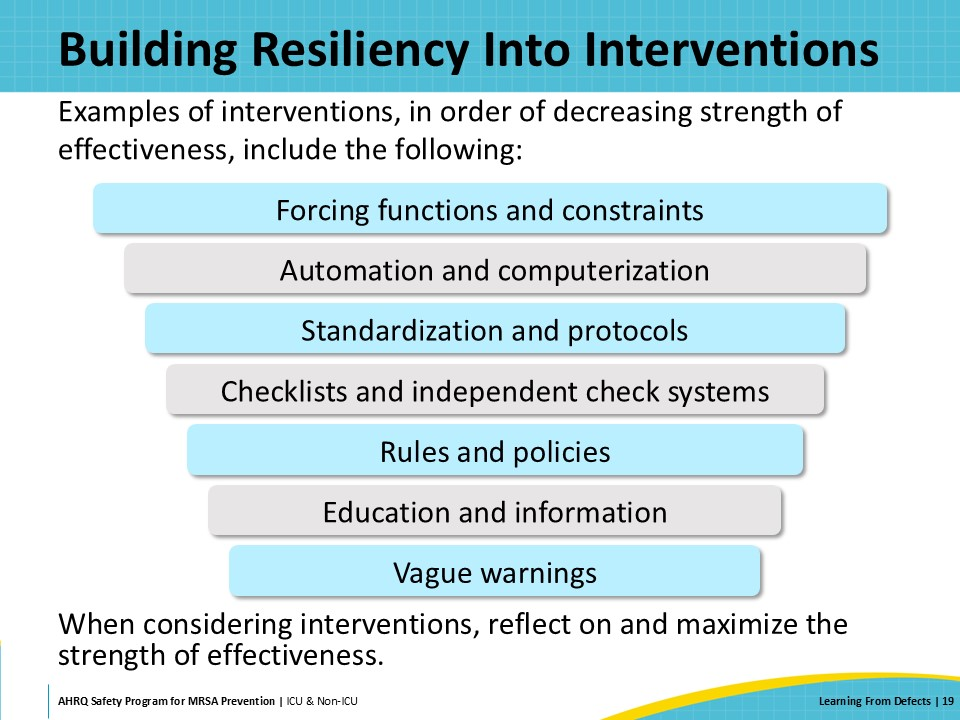 Building Resiliency Into Interventions
Examples of interventions, in order of decreasing strength of
effectiveness, include the following:
Forcing functions and constraints
Automation and computerization
Standardization and protocols
Checklists and independent check systems
Rules and policies
Education and information
Vague warnings
When considering interventions, reflect on and maximize the
strength of effectiveness.
AHRQ Safety Program for MRSA Prevention | ICU & Non-ICU
Learning From Defects | 19